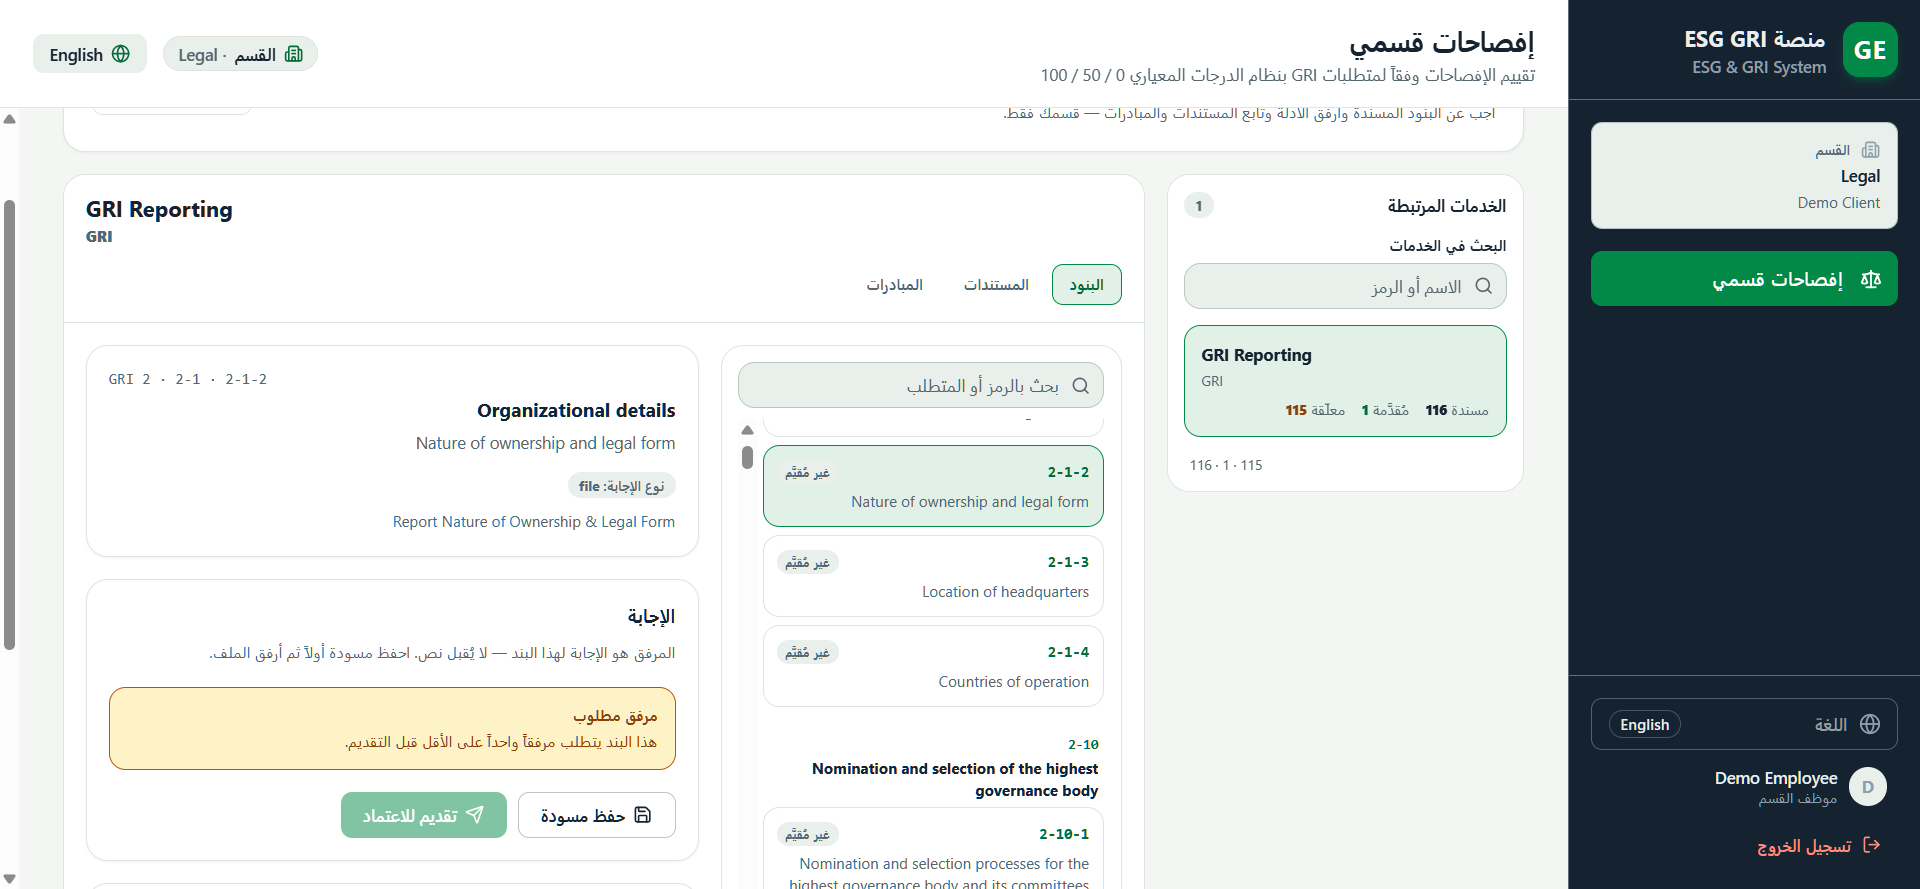 منصة ESG GRI
ESG & GRI System
GE
القسم
Legal
Demo Client
إفصاحات قسمي
اللغة
English
Demo Employee
موظف القسم
D
تسجيل الخروج
إفصاحات قسمي
تقييم الإفصاحات وفقاً لمتطلبات GRI بنظام الدرجات المعياري 0 / 50 / 100
القسم · Legal
English
أجب عن البنود المسندة وأرفق الأدلة وتابع المستندات والمبادرات — قسمك فقط.
الخدمات المرتبطة
1
البحث في الخدمات
الاسم أو الرمز
GRI Reporting
GRI
مسندة 116 مُقدَّمة 1 معلّقة 115
116 · 1 · 115
GRI Reporting
GRI
البنود
المستندات
المبادرات
بحث بالرمز أو المتطلب
2-1-2
غير مُقيَّم
Nature of ownership and legal form
2-1-3
غير مُقيَّم
Location of headquarters
2-1-4
غير مُقيَّم
Countries of operation
2-10
Nomination and selection of the highest
governance body
2-10-1
غير مُقيَّم
Nomination and selection processes for the
highest governance body and its committees
GRI 2 · 2-1 · 2-1-2
Organizational details
Nature of ownership and legal form
نوع الإجابة: file
Report Nature of Ownership & Legal Form
الإجابة
المرفق هو الإجابة لهذا البند — لا يُقبل نص. احفظ مسودة أولاً ثم أرفق الملف.
مرفق مطلوب
هذا البند يتطلب مرفقاً واحداً على الأقل قبل التقديم.
حفظ مسودة
تقديم للاعتماد